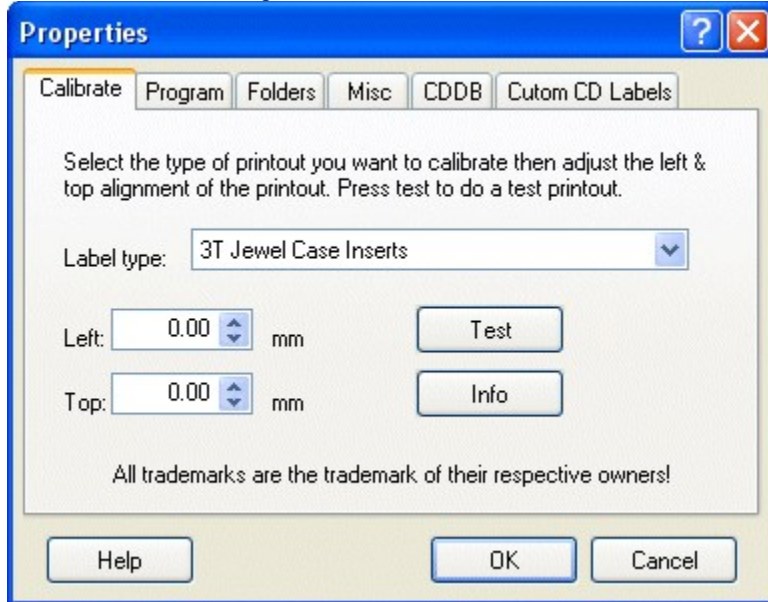 Properties
Calibrate Program Folders Misc CDDB Cutom CD Labels
Select the type of printout you want to calibrate then adjust the left &
top alignment of the printout. Press test to do a test printout.
Label type: 3T Jewel Case Inserts
Left: 0.00 mm Test
Top: 0.00 mm Info
All trademarks are the trademark of their respective owners!
Help OK Cancel